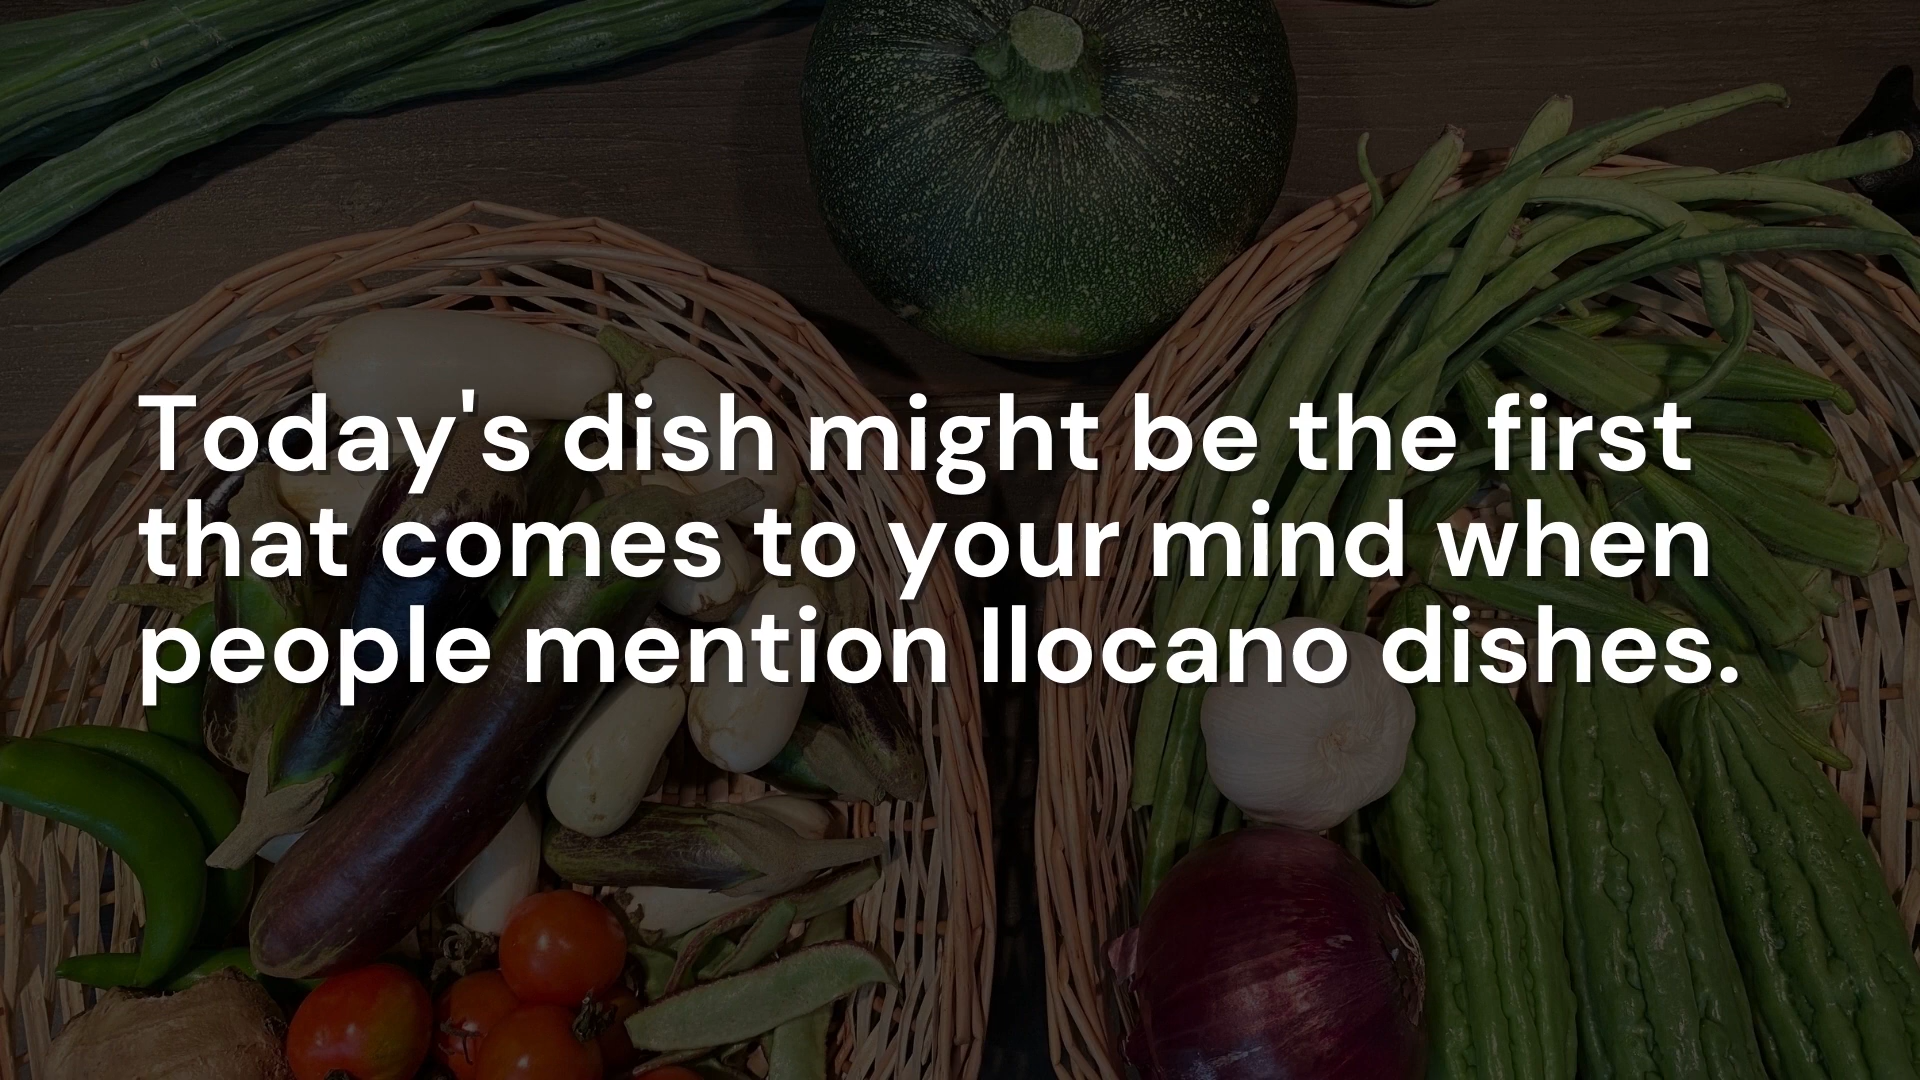 Today's dish might be the first
that comes to your mind when
people mention Ilocano dishes.